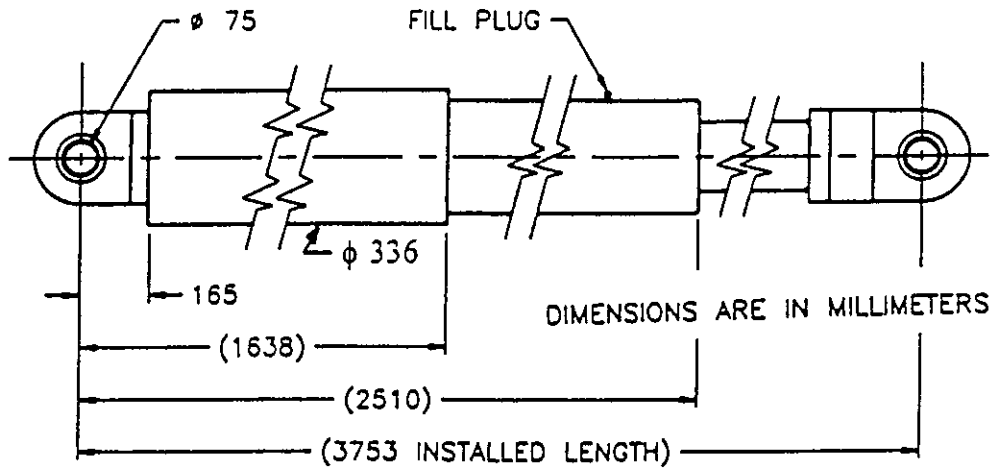 ø 75
FILL PLUG
ϕ 336
165
DIMENSIONS ARE IN MILLIMETERS
(1638)
(2510)
(3753 INSTALLED LENGTH)